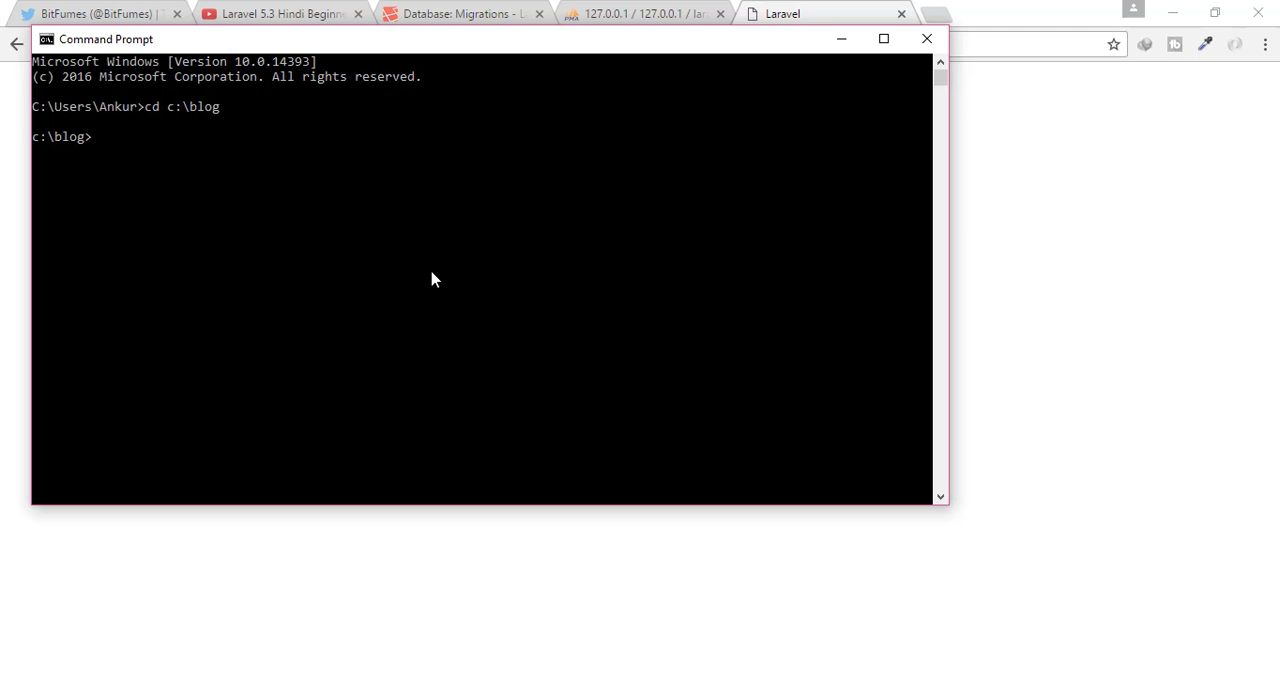 BitFumes (@BitFumes) | T
Laravel 5.3 Hindi Beginne
Database: Migrations - La
PMA
127.0.0.1 / 127.0.0.1 / lar
Laravel
Command Prompt
Microsoft Windows [Version 10.0.14393]
(c) 2016 Microsoft Corporation. All rights reserved.
C:\Users\Ankur>cd c:\blog
c:\blog>